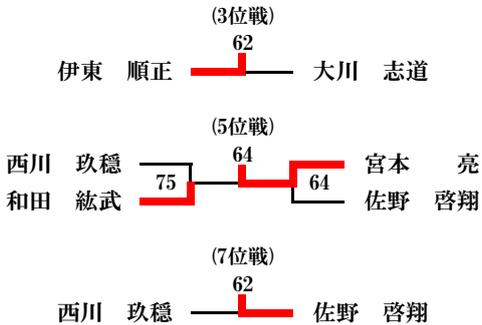 (3位戦)
62
伊東 順正 大川 志道
(5位戦)
64
西川 玖穏 宮本 亮
75 64
和田 紘武 佐野 啓翔
(7位戦)
62
西川 玖穏 佐野 啓翔